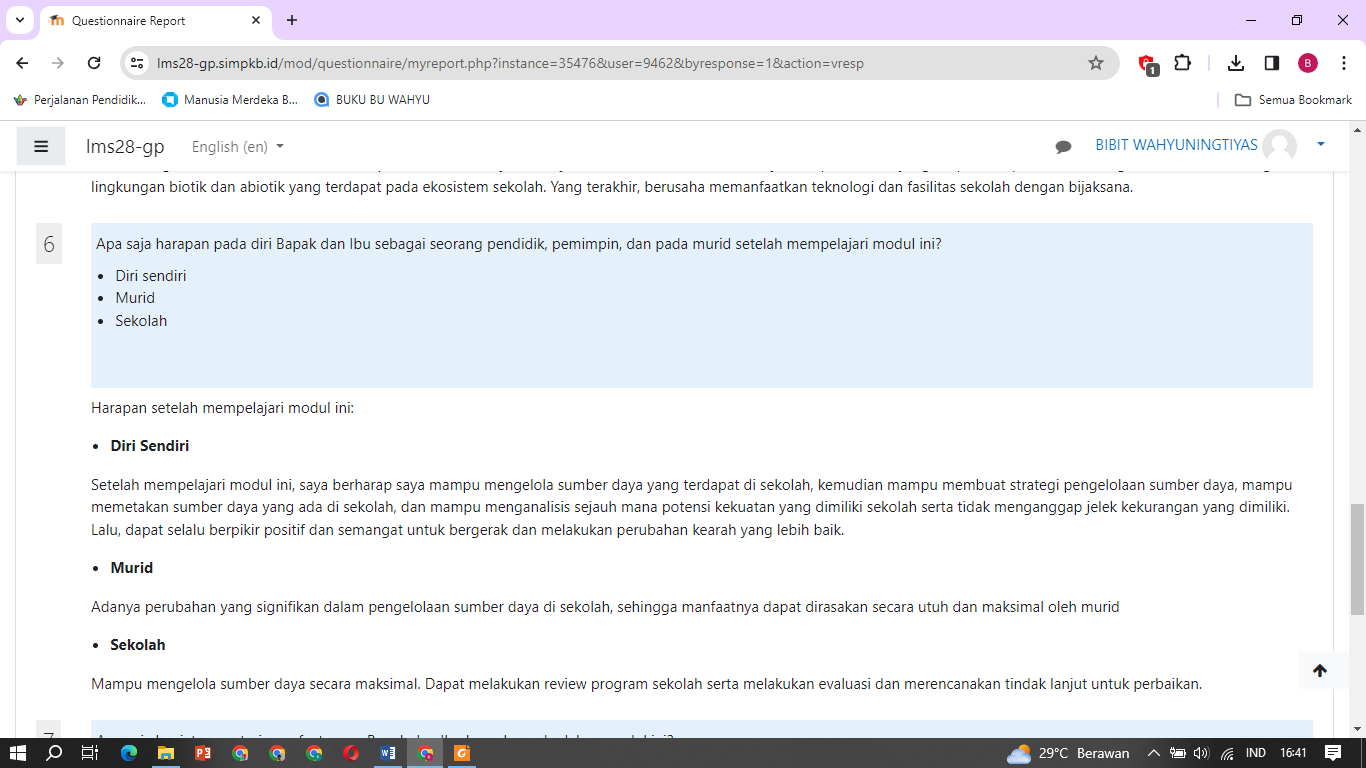 Questionnaire Report
lms28-gp.simpkb.id/mod/questionnaire/myreport.php?instance=35476&user=9462&byresponse=1&action=vresp
1
B
Perjalanan Pendidik...
Manusia Merdeka B...
BUKU BU WAHYU
Semua Bookmark
lms28-gp
English (en)
BIBIT WAHYUNINGTIYAS
lingkungan biotik dan abiotik yang terdapat pada ekosistem sekolah. Yang terakhir, berusaha memanfaatkan teknologi dan fasilitas sekolah dengan bijaksana.
6
Apa saja harapan pada diri Bapak dan Ibu sebagai seorang pendidik, pemimpin, dan pada murid setelah mempelajari modul ini?
• Diri sendiri
• Murid
• Sekolah
Harapan setelah mempelajari modul ini:
• Diri Sendiri
Setelah mempelajari modul ini, saya berharap saya mampu mengelola sumber daya yang terdapat di sekolah, kemudian mampu membuat strategi pengelolaan sumber daya, mampu
memetakan sumber daya yang ada di sekolah, dan mampu menganalisis sejauh mana potensi kekuatan yang dimiliki sekolah serta tidak menganggap jelek kekurangan yang dimiliki.
Lalu, dapat selalu berpikir positif dan semangat untuk bergerak dan melakukan perubahan kearah yang lebih baik.
• Murid
Adanya perubahan yang signifikan dalam pengelolaan sumber daya di sekolah, sehingga manfaatnya dapat dirasakan secara utuh dan maksimal oleh murid
• Sekolah
Mampu mengelola sumber daya secara maksimal. Dapat melakukan review program sekolah serta melakukan evaluasi dan merencanakan tindak lanjut untuk perbaikan.
7
29°C Berawan
IND
16:41